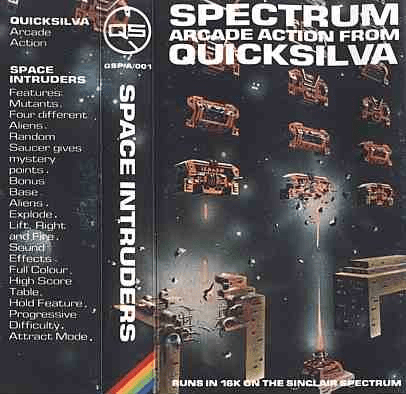 QUICKSILVA
Arcade
Action
SPACE
INTRUDERS
Features:
Mutants.
Four different
Aliens.
Random
Saucer gives
mystery
points.
Bonus
Base.
Aliens.
Explode.
Lift, Right
and Fire.
Sound
Effects.
Full Colour.
High Score
Table.
Hold Feature.
Progressive
Difficulty.
Attract Mode.
QS
QSP/A/001
SPACE INTRUDERS
SPECTRUM
ARCADE ACTION FROM
QUICKSILVA
RUNS IN 16K ON THE SINCLAIR SPECTRUM